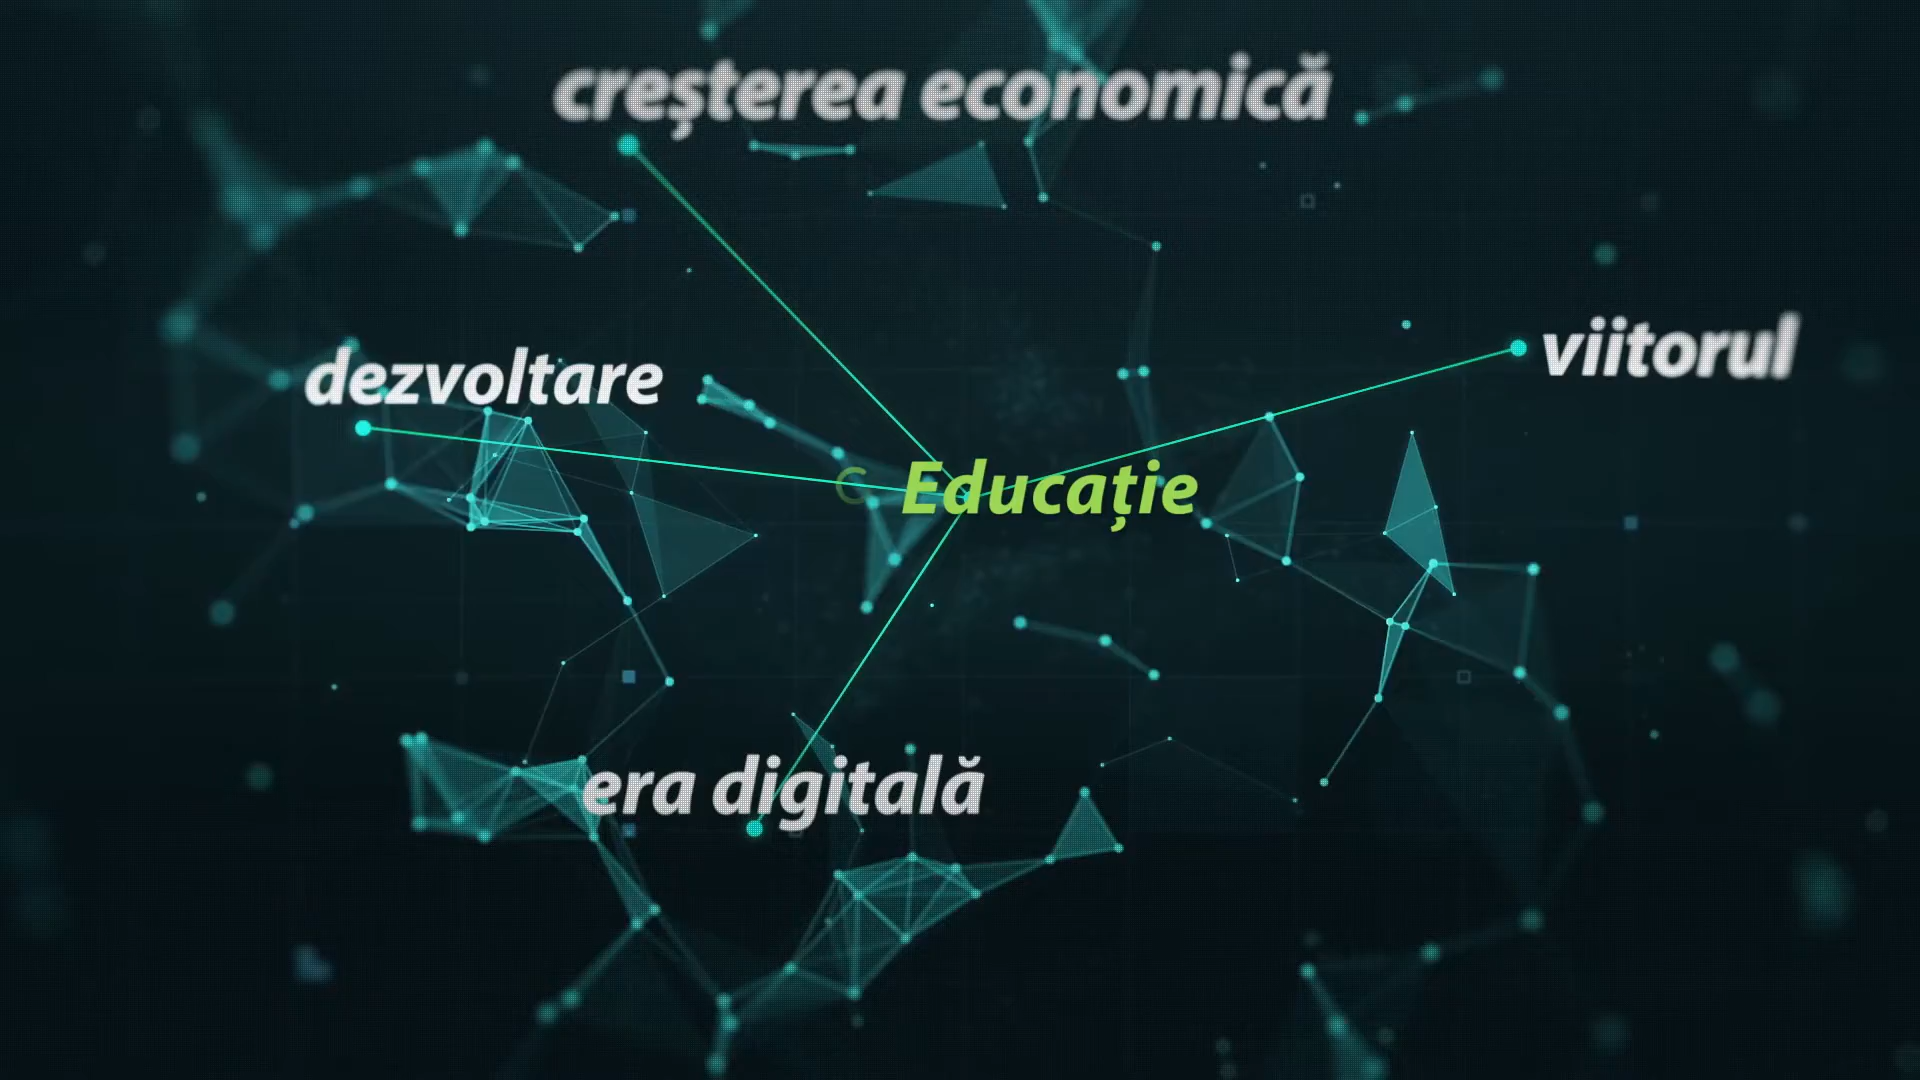 creșterea economică
viitorul
dezvoltare
Educație
era digitală